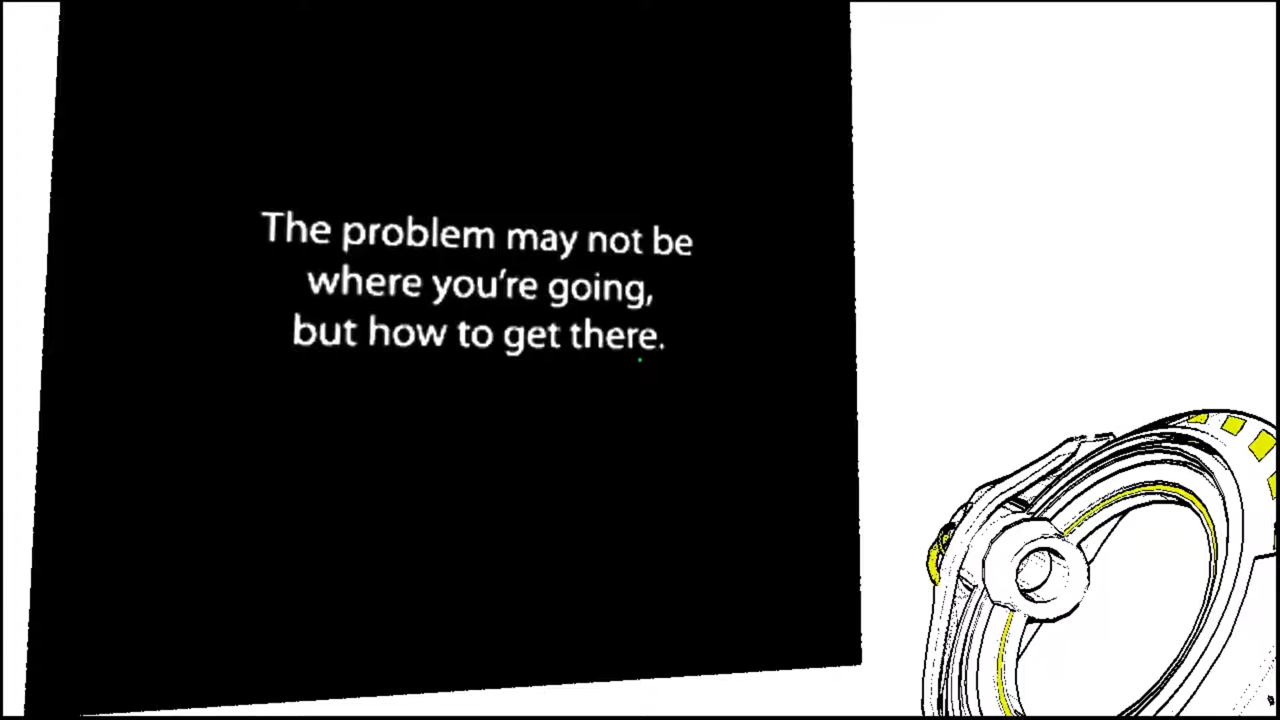 The problem may not be
where you're going,
but how to get there.